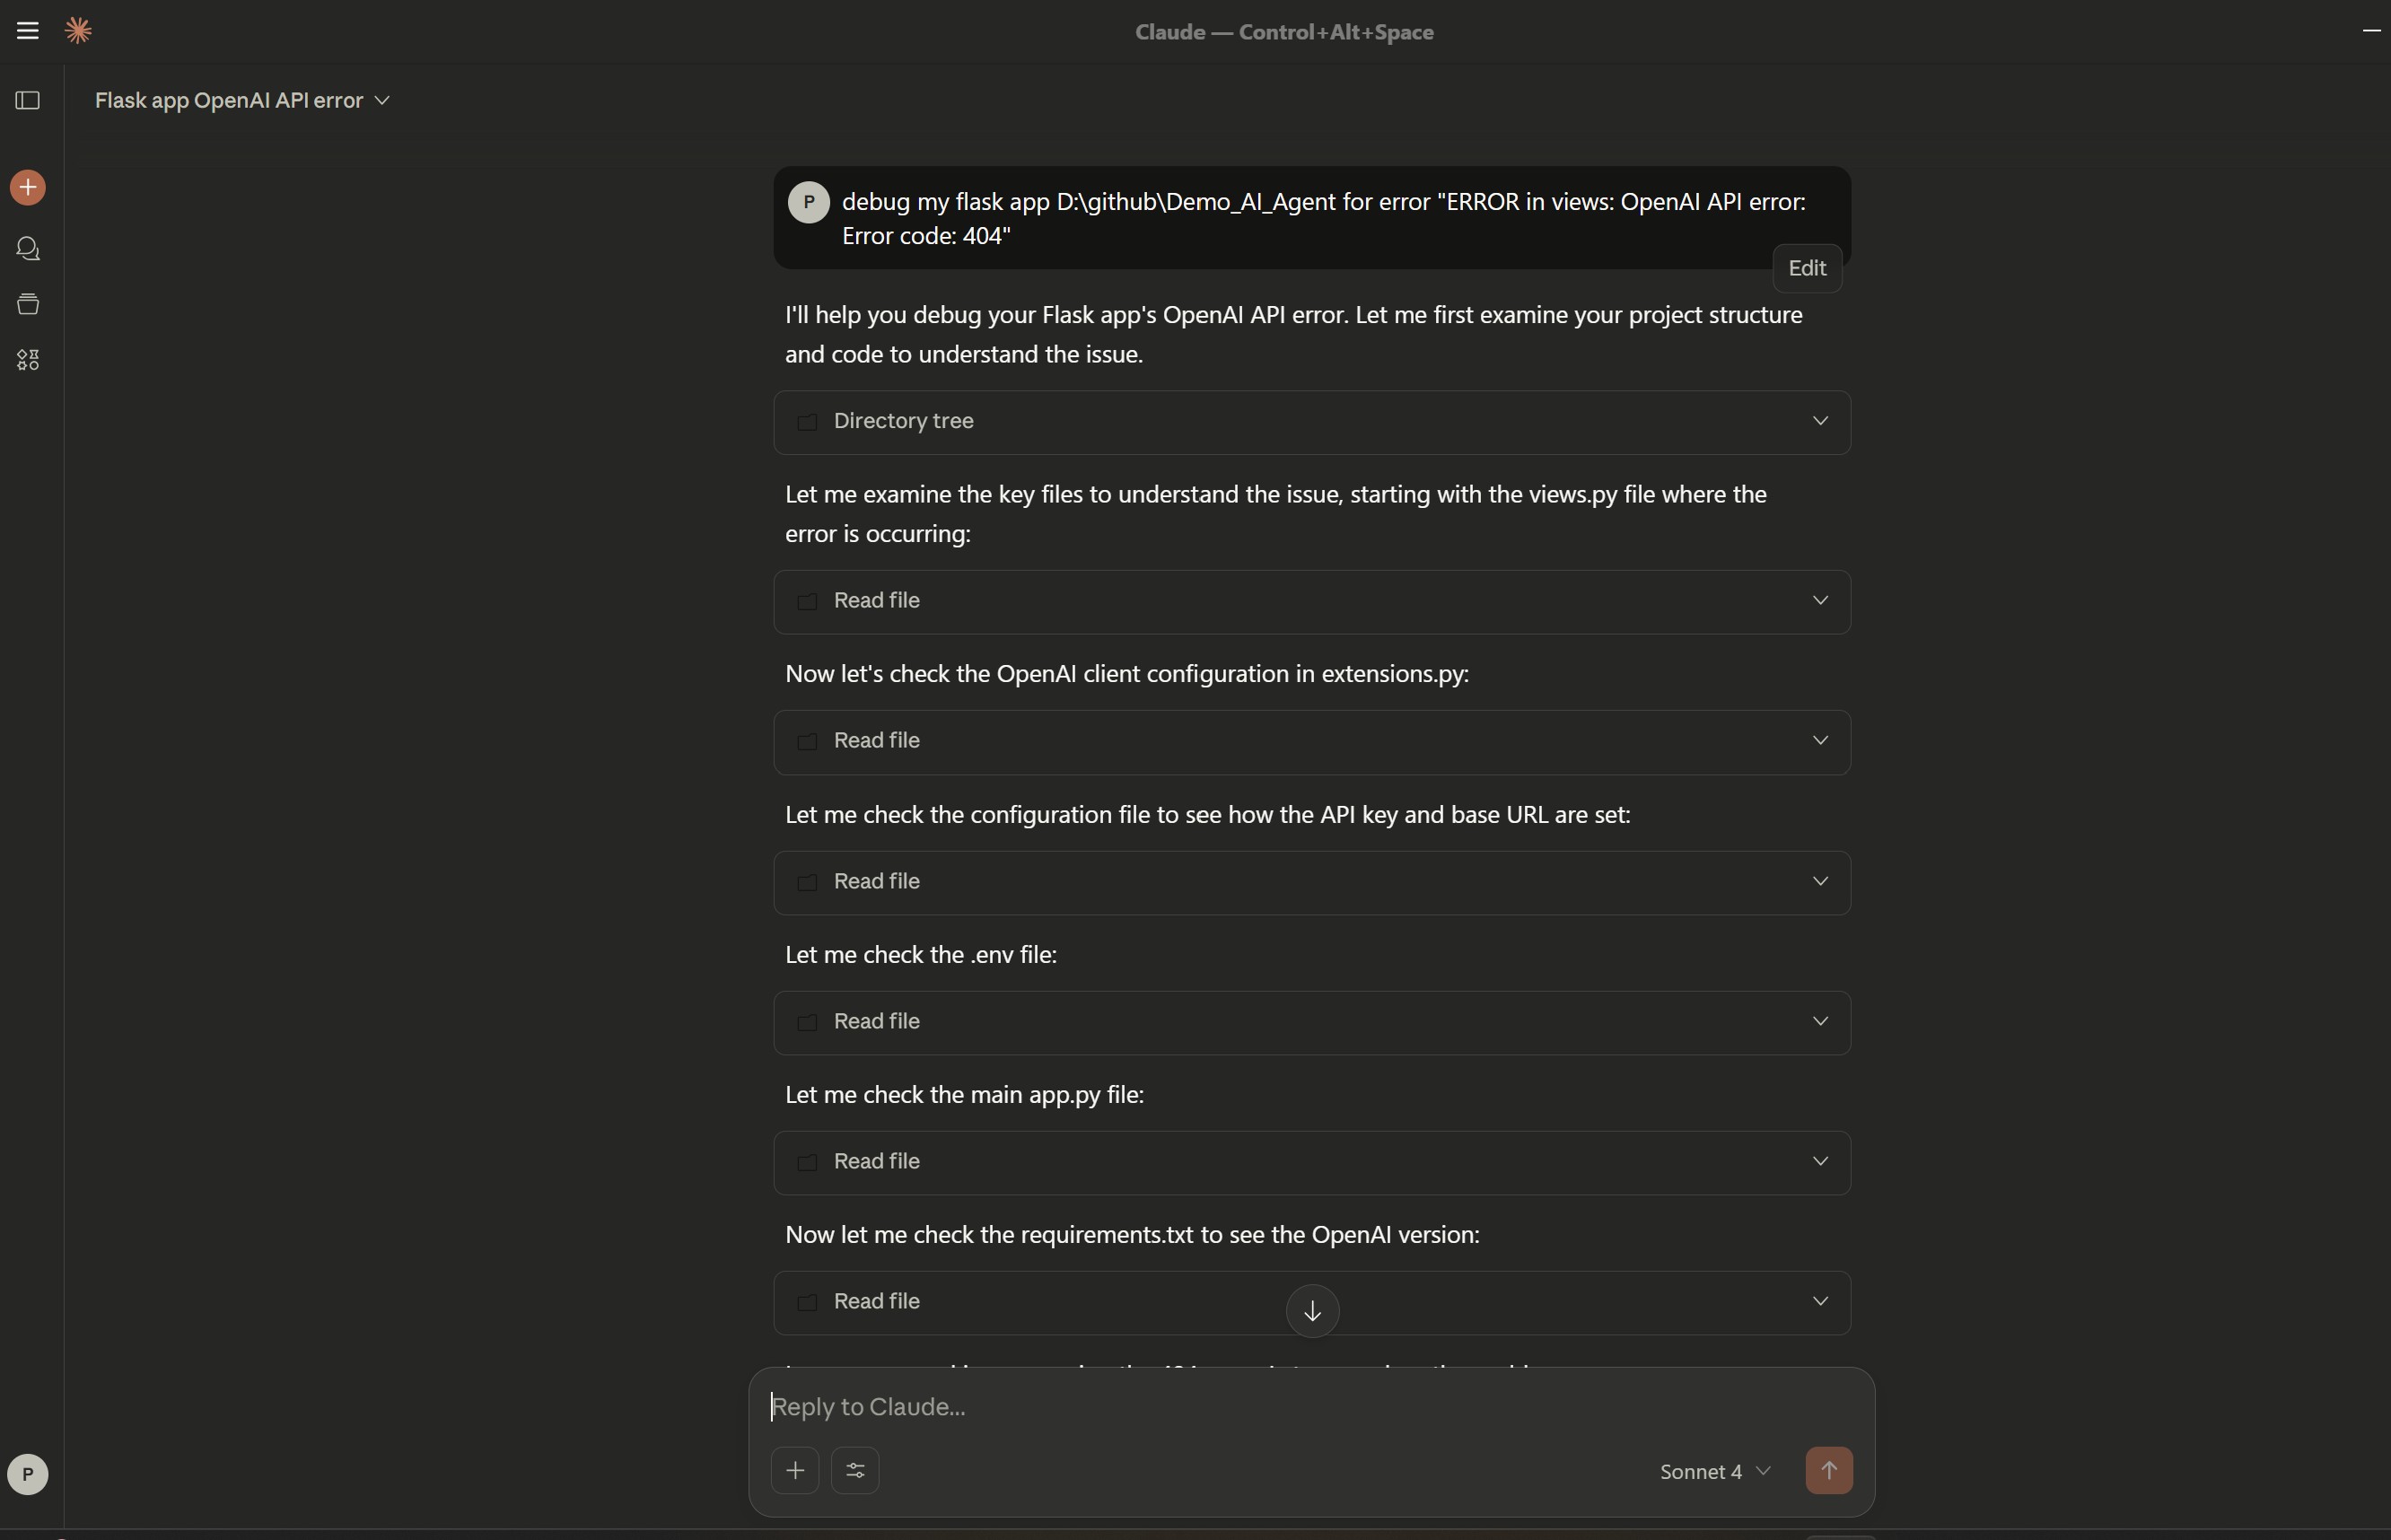 Claude — Control+Alt+Space
Flask app OpenAI API error
P
debug my flask app D:\github\Demo_AI_Agent for error "ERROR in views: OpenAI API error:
Error code: 404"
Edit
I'll help you debug your Flask app's OpenAI API error. Let me first examine your project structure
and code to understand the issue.
Directory tree
Let me examine the key files to understand the issue, starting with the views.py file where the
error is occurring:
Read file
Now let's check the OpenAI client configuration in extensions.py:
Read file
Let me check the configuration file to see how the API key and base URL are set:
Read file
Let me check the .env file:
Read file
Let me check the main app.py file:
Read file
Now let me check the requirements.txt to see the OpenAI version:
Read file
Reply to Claude...
Sonnet 4
P